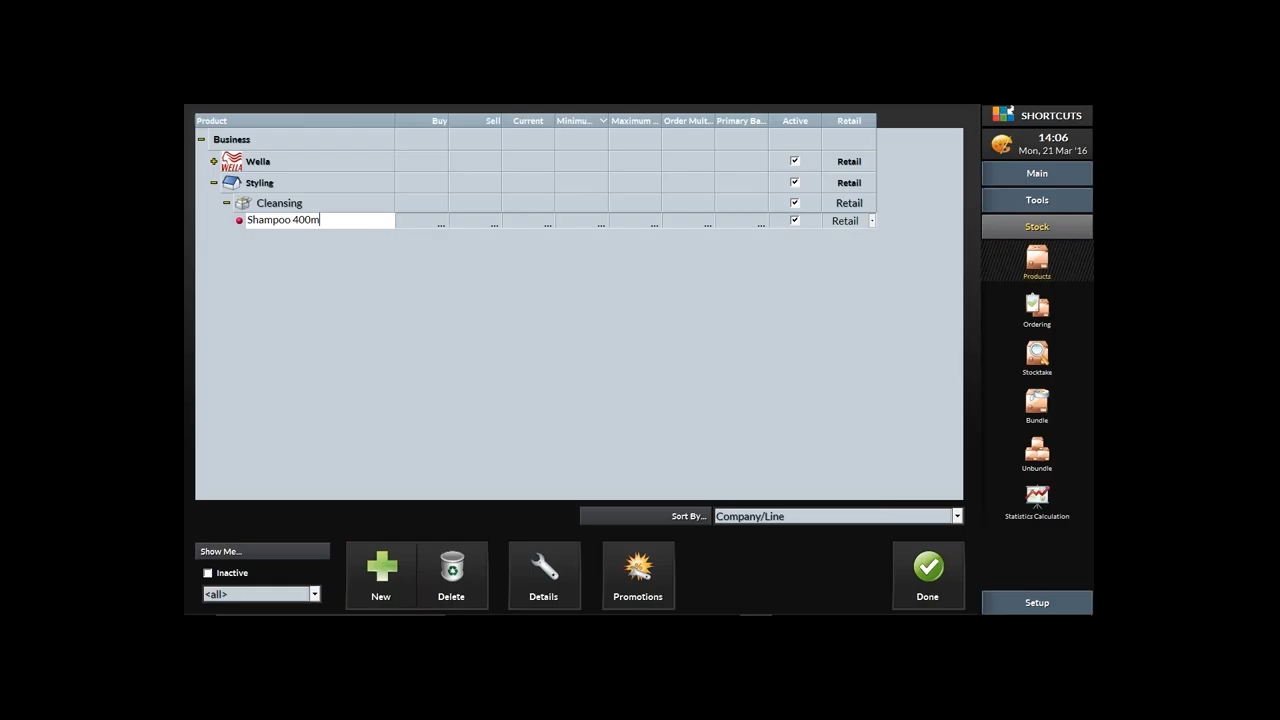 Product Buy Sell Current Minimu... Maximum ... Order Mult... Primary Ba... Active Retail
Business
WELLA Wella Retail
Styling Retail
Cleansing Retail
Shampoo 400m ... ... ... ... ... ... ... Retail
Sort By... Company/Line
Show Me...
Inactive
<all>
New
Delete
Details
Promotions
Done
SHORTCUTS
14:06
Mon, 21 Mar '16
Main
Tools
Stock
Products
Ordering
Stocktake
Bundle
Unbundle
Statistics Calculation
Setup